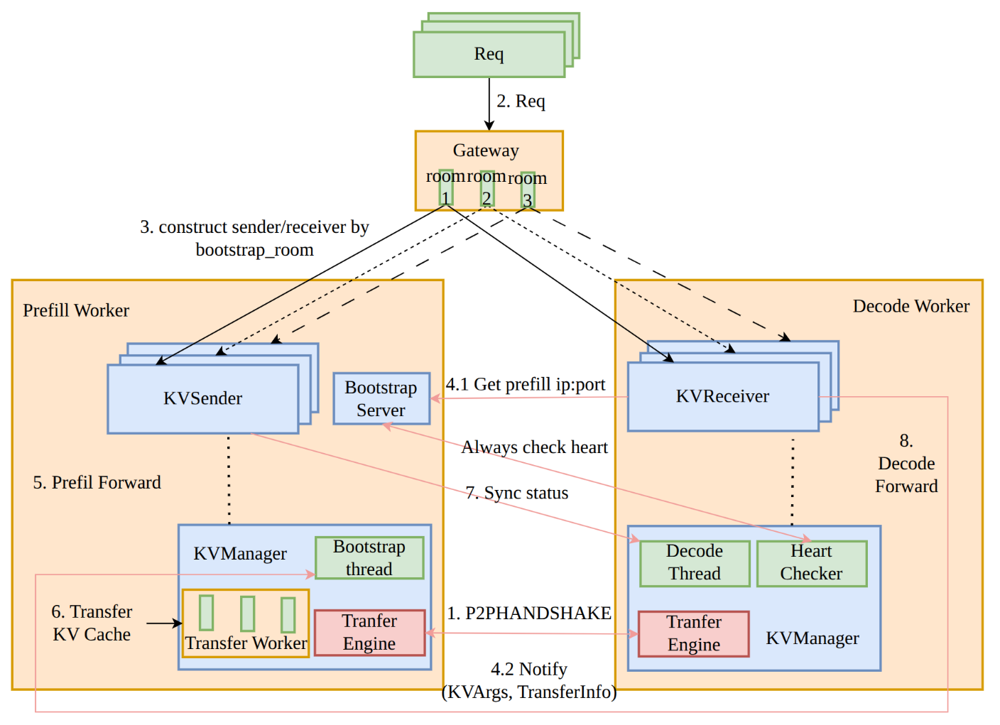 Req
2. Req
Gateway
room room room
1 2 3
3. construct sender/receiver by
bootstrap_room
Prefill Worker
Decode Worker
KVSender
Bootstrap
Server
4.1 Get prefill ip:port
KVReceiver
Always check heart
8.
Decode
Forward
5. Prefil Forward
7. Sync status
KVManager
Bootstrap
thread
Decode
Thread
Heart
Checker
6. Transfer
KV Cache
Transfer Worker
Tranfer
Engine
1. P2PHANDSHAKE
Tranfer
Engine
KVManager
4.2 Notify
(KVArgs, TransferInfo)